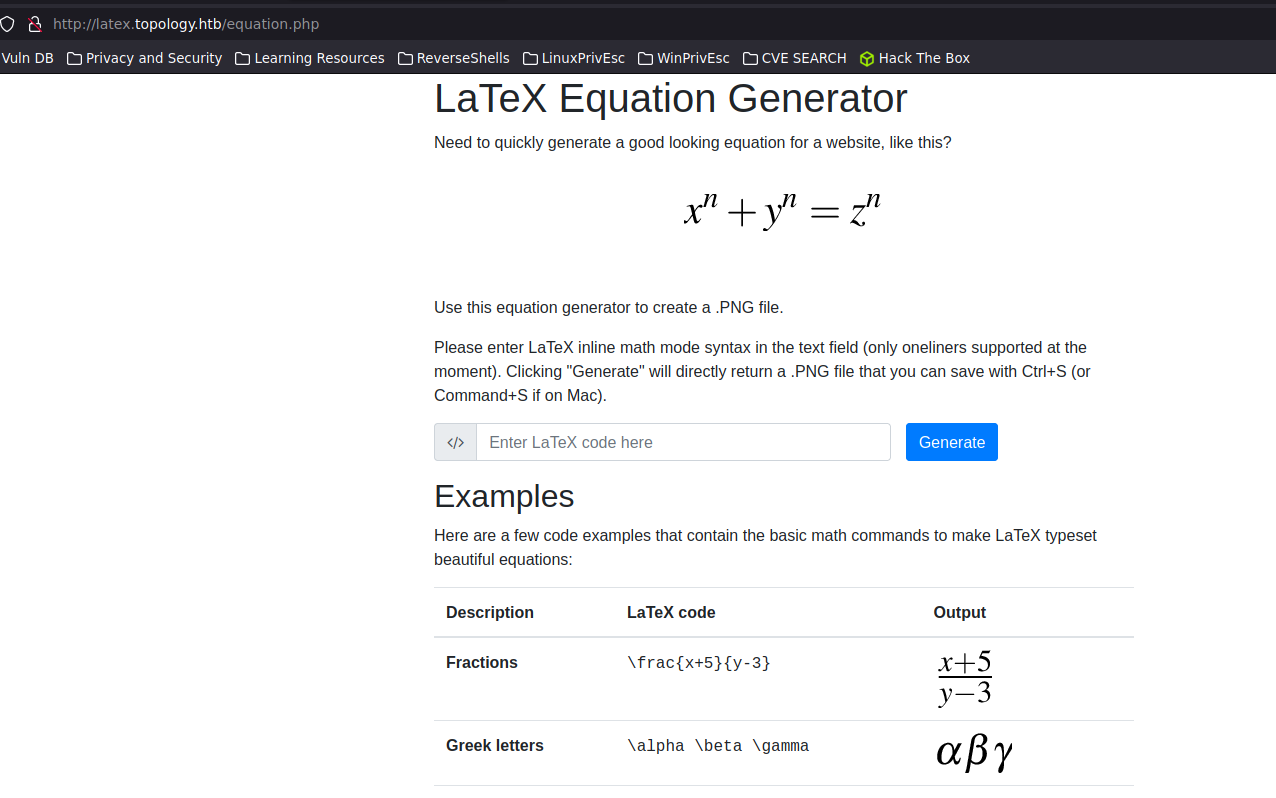 http://latex.topology.htb/equation.php
Vuln DB Privacy and Security Learning Resources ReverseShells LinuxPrivEsc WinPrivEsc CVE SEARCH Hack The Box
LaTeX Equation Generator
Need to quickly generate a good looking equation for a website, like this?
xⁿ + yⁿ = zⁿ
Use this equation generator to create a .PNG file.
Please enter LaTeX inline math mode syntax in the text field (only oneliners supported at the
moment). Clicking "Generate" will directly return a .PNG file that you can save with Ctrl+S (or
Command+S if on Mac).
</> Enter LaTeX code here Generate
Examples
Here are a few code examples that contain the basic math commands to make LaTeX typeset
beautiful equations:
Description LaTeX code Output
Fractions \frac{x+5}{y-3} x+5
y−3
Greek letters \alpha \beta \gamma αβγ